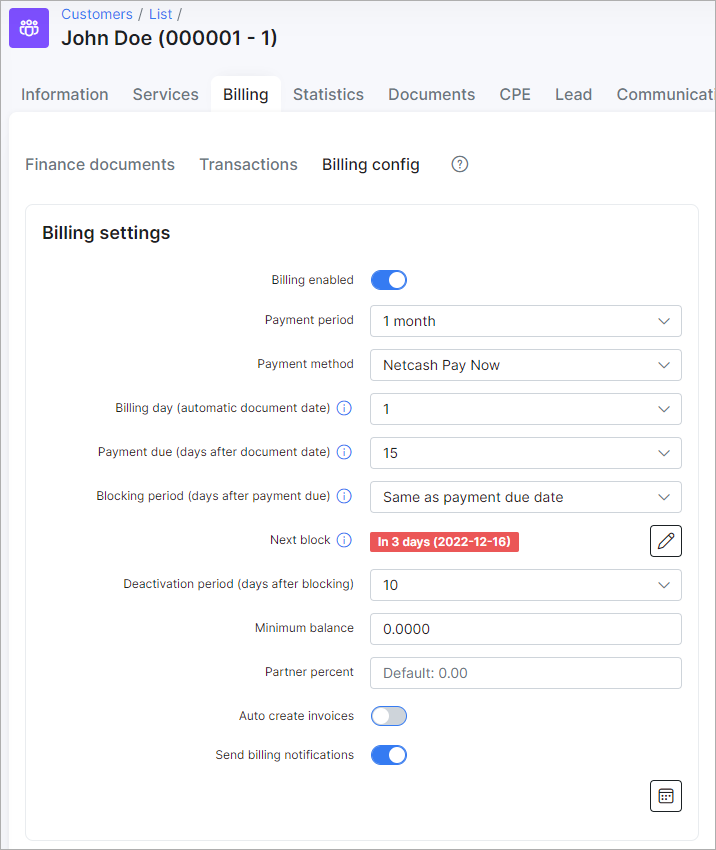 Customers / List /
John Doe (000001 - 1)
Information Services Billing Statistics Documents CPE Lead Communicati
Finance documents Transactions Billing config ?
Billing settings
Billing enabled
Payment period 1 month
Payment method Netcash Pay Now
Billing day (automatic document date) i 1
Payment due (days after document date) i 15
Blocking period (days after payment due) i Same as payment due date
Next block i In 3 days (2022-12-16)
Deactivation period (days after blocking) 10
Minimum balance 0.0000
Partner percent Default: 0.00
Auto create invoices
Send billing notifications